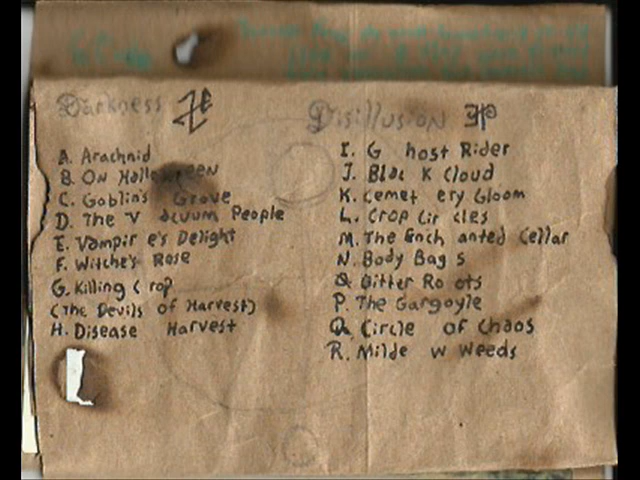 Darkness
A. Arachnid
B. ON Halloween
C. Goblin's Grove
D. The V acuum People
E. Vampir e's Delight
F. Witche's Rose
G. Killing C rop
(The Devils of Harvest)
H. Disease Harvest
Disillusion
I. G host Rider
J. Blac K Cloud
K. Cemet ery Gloom
L. Crop Cir cles
M. The Ench anted Cellar
N. Body Bag s
O. Bitter Ro ots
P. The Gargoyle
Q. Circle of Chaos
R. Milde w Weeds